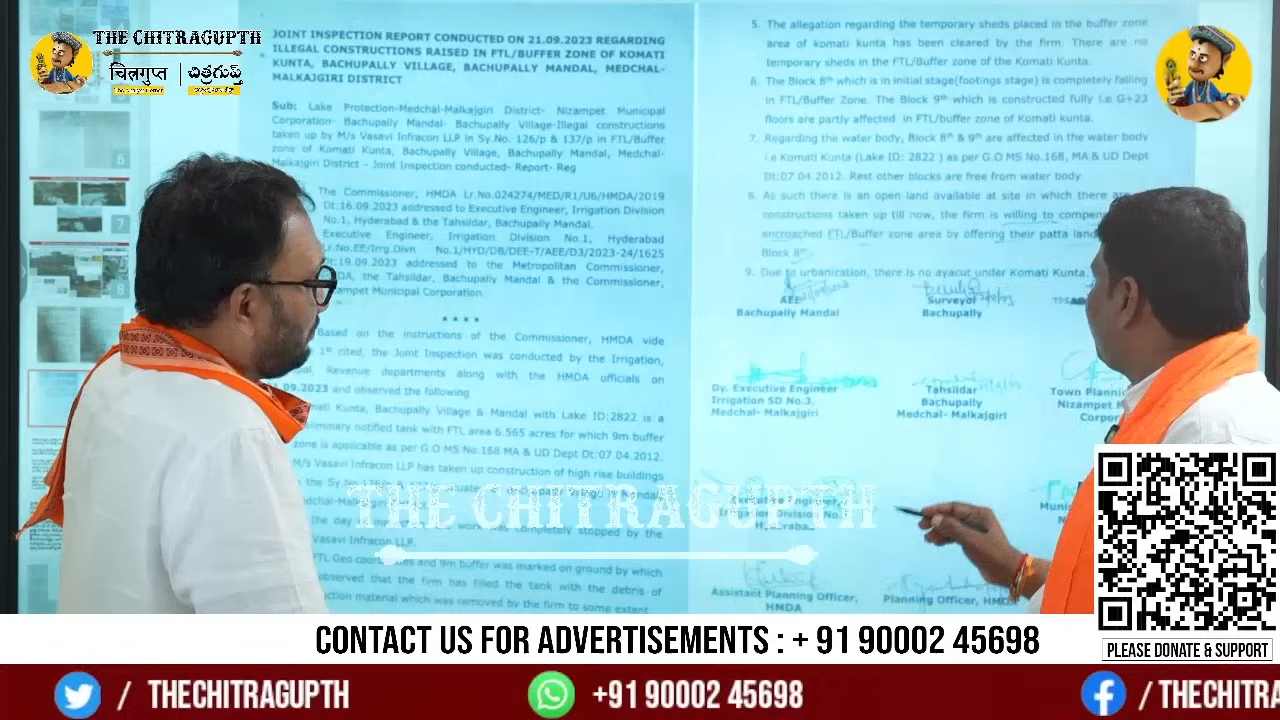 THE CHITRAGUPTH
चित्रगुप्त
చిత్రగుప్త
JOINT INSPECTION REPORT CONDUCTED ON 21.09.2023 REGARDING
ILLEGAL CONSTRUCTIONS RAISED IN FTL/BUFFER ZONE OF KOMATI
KUNTA, BACHUPALLY VILLAGE, BACHUPALLY MANDAL, MEDCHAL-
MALKAJGIRI DISTRICT
Sub: Lake Protection-Medchal-Malkajgiri District- Nizampet Municipal
Corporation- Bachupally Mandal- Bachupally Village-Illegal constructions
taken up by M/s Vasavi Infracon LLP in Sy.No. 126/p & 137/p in FTL/Buffer
zone of Komati Kunta, Bachupally Village, Bachupally Mandal, Medchal-
Malkajgiri District - Joint Inspection conducted- Report- Reg
The Commissioner, HMDA Lr.No.024274/MED/R1/U6/HMDA/2019
Dt:16.09.2023 addressed to Executive Engineer, Irrigation Division
No.1, Hyderabad & the Tahsildar, Bachupally Mandal.
Executive Engineer, Irrigation Division No.1, Hyderabad
Lr.No.EE/Irrg.Divn No.1/HYD/DB/DEE-T/AEE/D3/2023-24/1625
Dt:19.09.2023 addressed to the Metropolitan Commissioner,
the Tahsildar, Bachupally Mandal & the Commissioner,
Municipal Corporation
* * * *
Based on the instructions of the Commissioner, HMDA vide
1st cited, the Joint Inspection was conducted by the Irrigation,
Revenue departments along with the HMDA officials on
.09.2023 and observed the following
Kunta, Bachupally Village & Mandal with Lake ID:2822 is a
notified tank with FTL area 6.565 acres for which 9m buffer
zone is applicable as per G.O MS No.168 MA & UD Dept Dt:07.04.2012.
M/s Vasavi Infracon LLP has taken up construction of high rise buildings
the Sy No
the day
completely stopped by the
Vasavi Infracon LLP.
FTL Geo and 9m buffer was marked on ground by which
observed that the firm has filled the tank with the debris of
material which was removed by the firm to some extent
5. The allegation regarding the temporary sheds placed in the buffer zone
area of komati kunta has been cleared by the firm. There are no
temporary sheds in the FTL/Buffer zone of the Komati Kunta.
6. The Block 8th which is in initial stage(footings stage) is completely falling
in FTL/Buffer Zone. The Block 9th which is constructed fully i.e G+23
floors are partly affected in FTL/buffer zone of Komati kunta.
7. Regarding the water body, Block 8th & 9th are affected in the water body
i.e Komati Kunta (Lake ID: 2822 ) as per G.O MS No.168, MA & UD Dept
Dt:07.04 2012. Rest other blocks are free from water body.
8. As such there is an open land available at site in which there
constructions taken up till now, the firm is willing to
encroached FTL/Buffer zone area by offering their patta
Block 8th
9. Due to urbanization, there is no ayacut under Komati Kunta.
AEE
Bachupally Mandal
Surveyor
Bachupally
Dy. Executive Engineer
Irrigation SD No.3,
Medchal- Malkajgiri
Tahsildar
Bachupally
Medchal- Malkajgiri
Town
Nizampet
Executive Engineer,
Division No
Assistant Planning Officer,
HMDA
Planning Officer, HMDA
6
7
8
THE CHITRAGUPTH
PLEASE DONATE & SUPPORT
CONTACT US FOR ADVERTISEMENTS : + 91 90002 45698
/ THECHITRAGUPTH
+91 90002 45698
/ THECHITRA